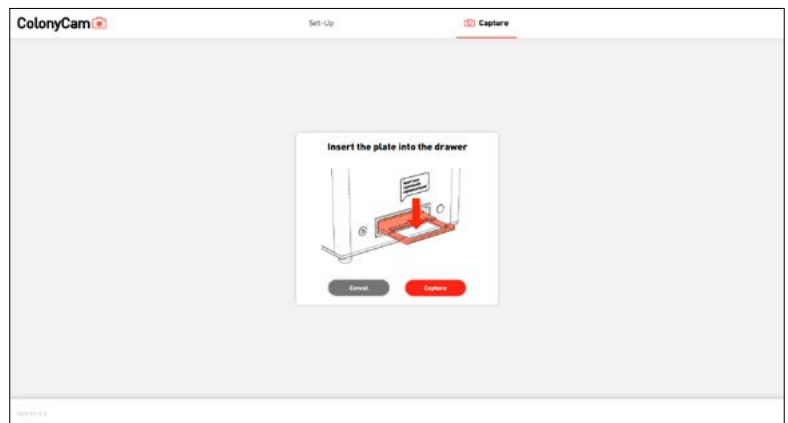 ColonyCam
Set-Up
Capture
Insert the plate into the drawer
Cancel
Capture